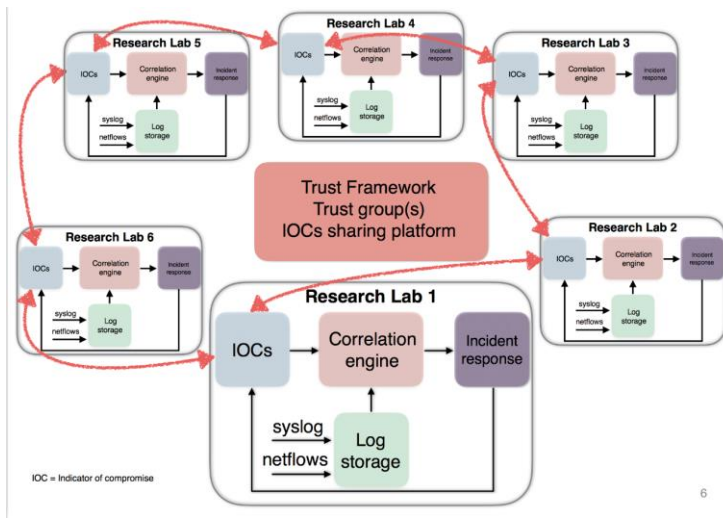 Research Lab 5
IOCs
Correlation
engine
Incident
response
syslog
netflows
Log
storage
Research Lab 4
IOCs
Correlation
engine
Incident
response
syslog
netflows
Log
storage
Research Lab 3
IOCs
Correlation
engine
Incident
response
syslog
netflows
Log
storage
Trust Framework
Trust group(s)
IOCs sharing platform
Research Lab 6
IOCs
Correlation
engine
Incident
response
syslog
netflows
Log
storage
Research Lab 2
IOCs
Correlation
engine
Incident
response
syslog
netflows
Log
storage
Research Lab 1
IOCs
Correlation
engine
Incident
response
syslog
netflows
Log
storage
IOC = Indicator of compromise
6